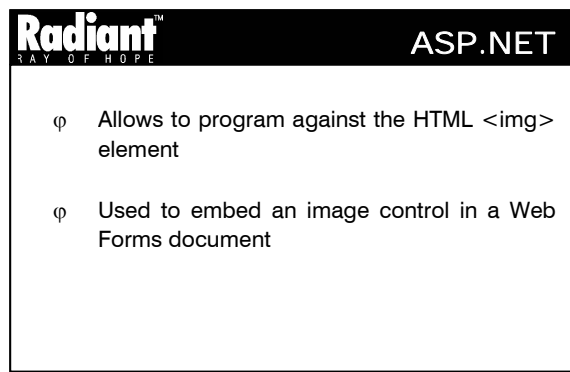 Radiant™
RAY OF HOPE
ASP.NET
φ Allows to program against the HTML <img>
element
φ Used to embed an image control in a Web
Forms document